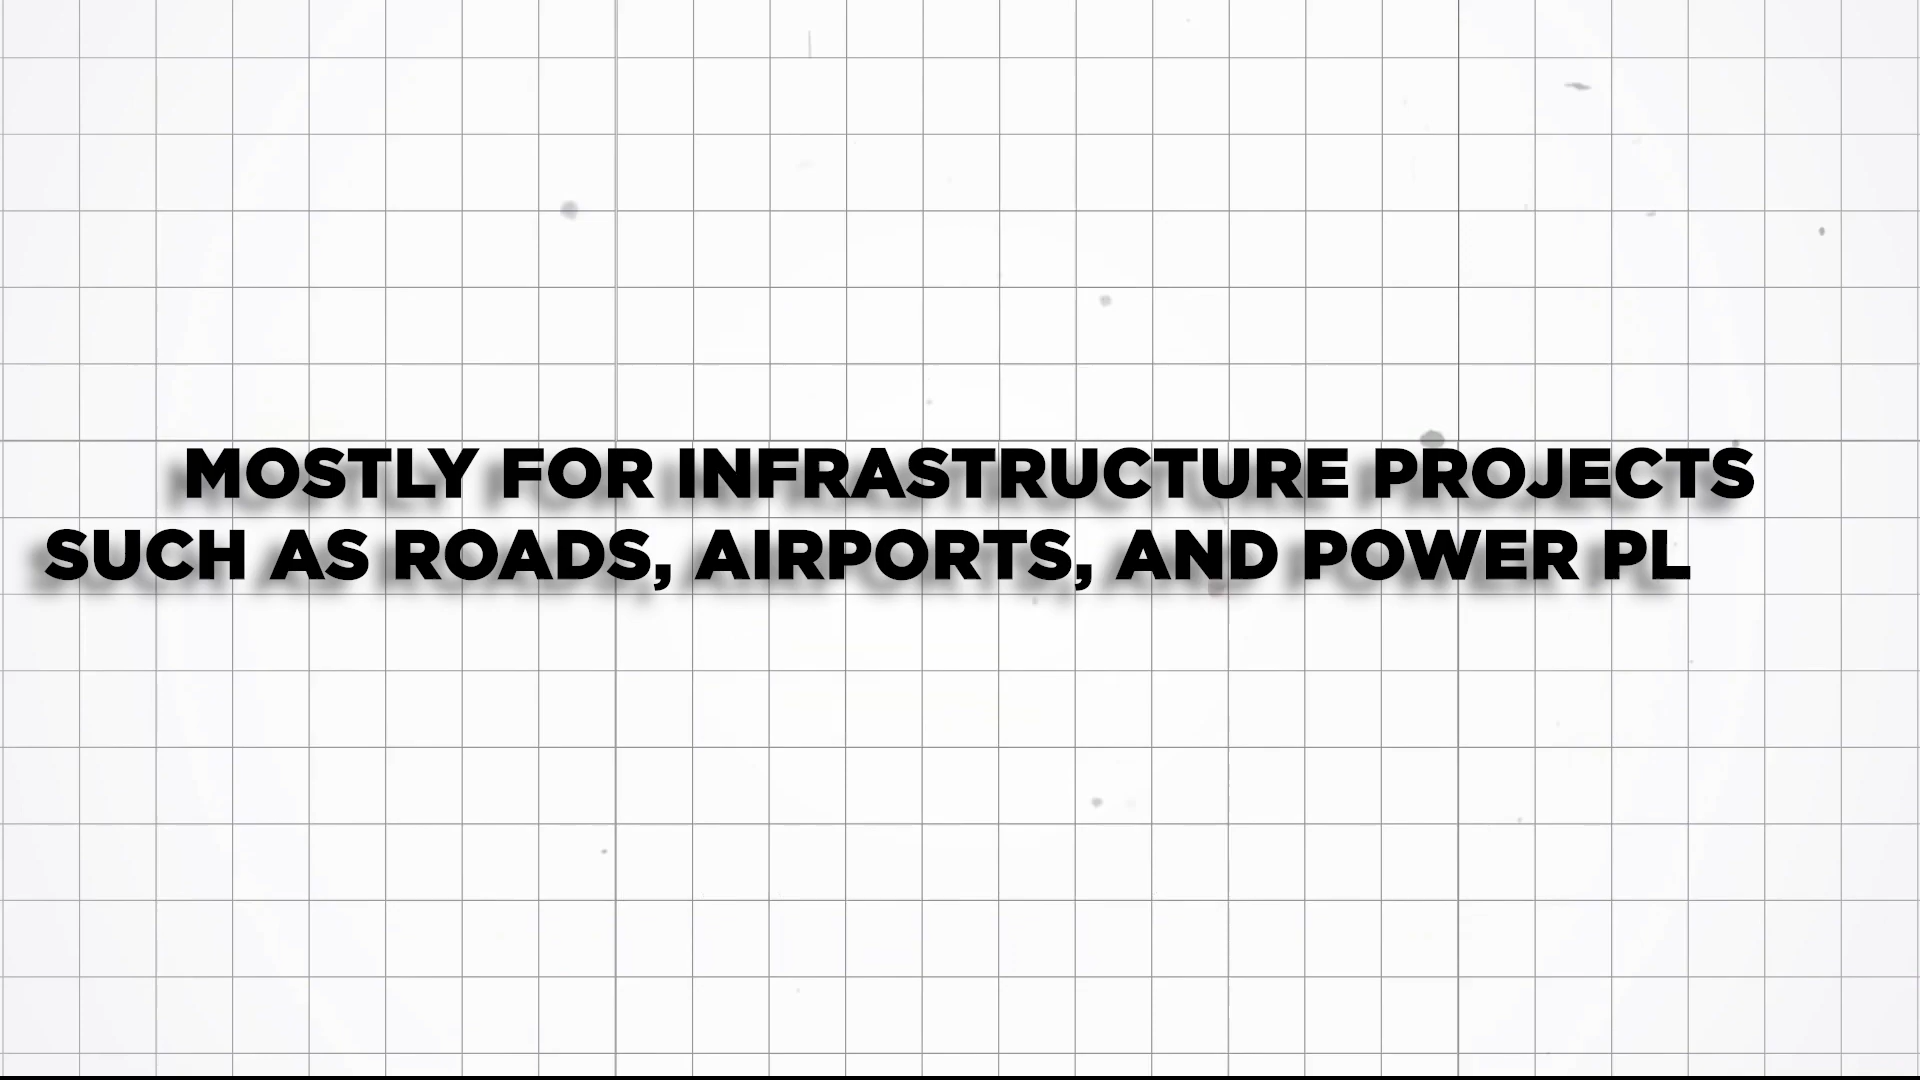 MOSTLY FOR INFRASTRUCTURE PROJECTS
SUCH AS ROADS, AIRPORTS, AND POWER PL